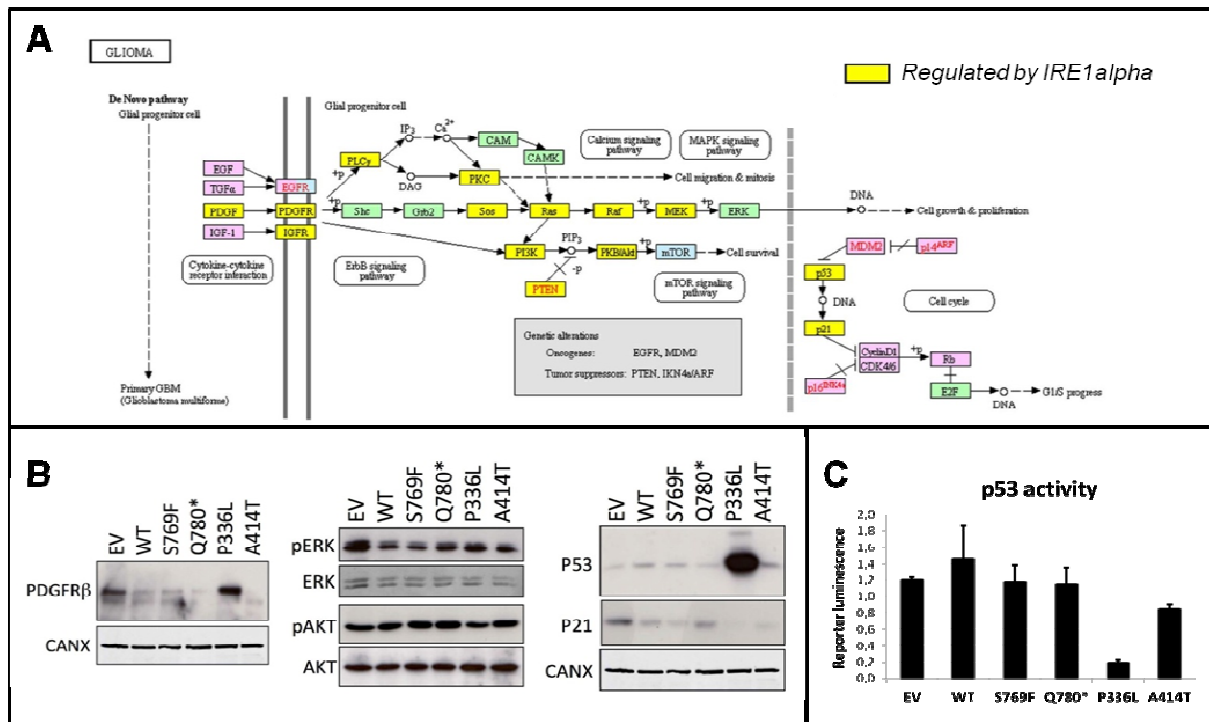 A
GLIOMA
Regulated by IRE1alpha
De Novo pathway
Glial progenitor cell
Glial progenitor cell
IP3
Ca2+
CAM
CAMK
Calcium signaling
pathway
MAPK signaling
pathway
PLCγ
+p
DAG
PKC
Cell migration & mitosis
EGF
TGFα
PDGF
IGF-1
EGFR
PDGFR
IGFR
+p
Shc
Grb2
Sos
Ras
Raf
+p
MEK
+p
ERK
DNA
Cell growth & proliferation
PI3K
PIP3
PKB/Akt
+p
mTOR
Cell survival
-p
PTEN
Cytokine-cytokine
receptor interaction
ErbB signaling
pathway
mTOR signaling
pathway
MDM2
p14ARF
p53
DNA
Cell cycle
p21
CyclinD1
CDK4/6
+p
Rb
p16INK4a
E2F
DNA
G1/S progress
Genetic alterations
Oncogenes: EGFR, MDM2
Tumor suppressors: PTEN, IKN4a/ARF
Primary GBM
(Glioblastoma multiforme)
B
EV WT S769F Q780* P336L A414T
PDGFRβ
CANX
EV WT S769F Q780* P336L A414T
pERK
ERK
pAKT
AKT
EV WT S769F Q780* P336L A414T
P53
P21
CANX
C
p53 activity
Reporter luminescence
2,0
1,8
1,6
1,4
1,2
1,0
0,8
0,6
0,4
0,2
0,0
EV WT S769F Q780* P336L A414T